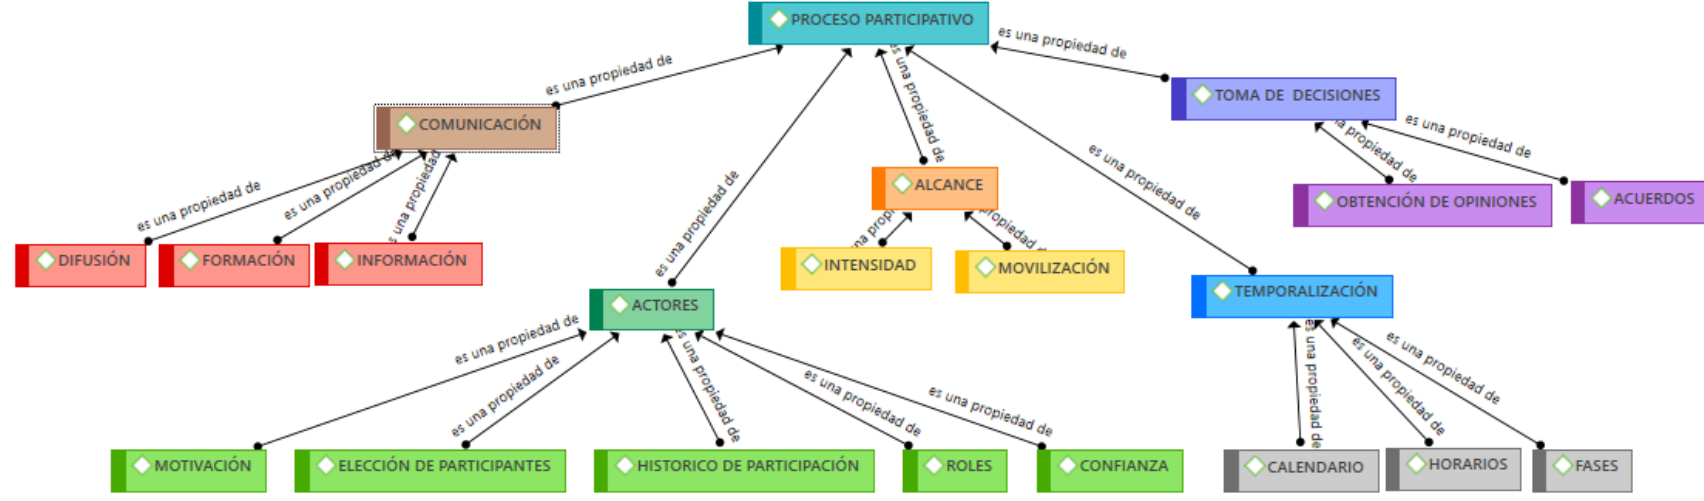 PROCESO PARTICIPATIVO
es una propiedad de
es una propiedad de
es una propiedad de
es una propiedad de
es una propiedad de
TOMA DE DECISIONES
COMUNICACIÓN
es una propiedad de
es una propiedad de
es una propiedad
una propiedad de
es una propiedad de
ALCANCE
OBTENCIÓN DE OPINIONES
ACUERDOS
una prop
propiedad de
DIFUSIÓN
FORMACIÓN
INFORMACIÓN
INTENSIDAD
MOVILIZACIÓN
TEMPORALIZACIÓN
ACTORES
es una propiedad de
es una propiedad de
es una propiedad de
es una propiedad de
es una propiedad de
es una propiedad de
es una propiedad de
es una propiedad de
MOTIVACIÓN
ELECCIÓN DE PARTICIPANTES
HISTORICO DE PARTICIPACIÓN
ROLES
CONFIANZA
CALENDARIO
HORARIOS
FASES